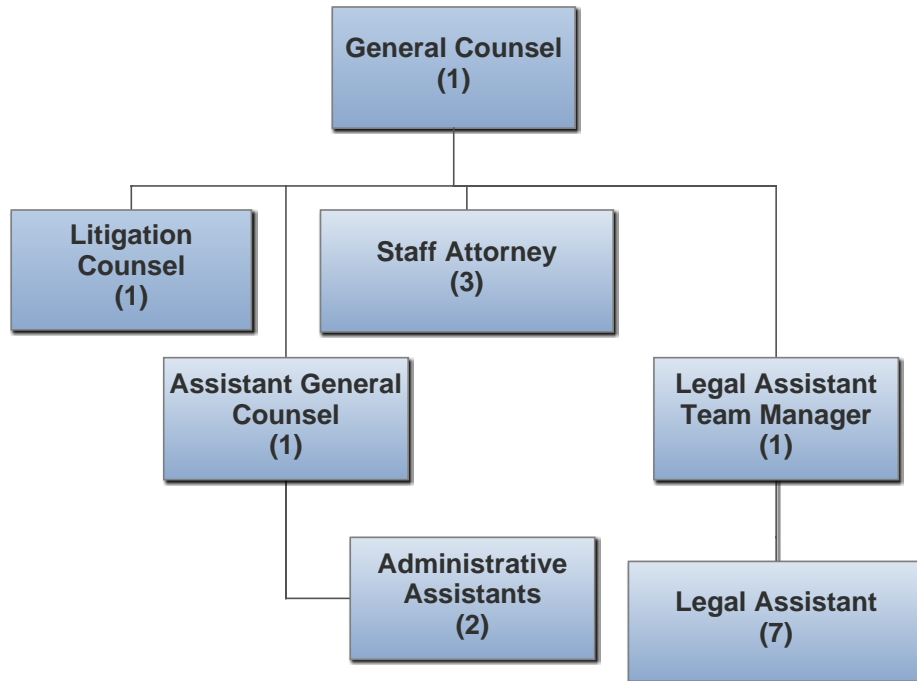 General Counsel
(1)
Litigation
Counsel
(1)
Staff Attorney
(3)
Assistant General
Counsel
(1)
Legal Assistant
Team Manager
(1)
Administrative
Assistants
(2)
Legal Assistant
(7)